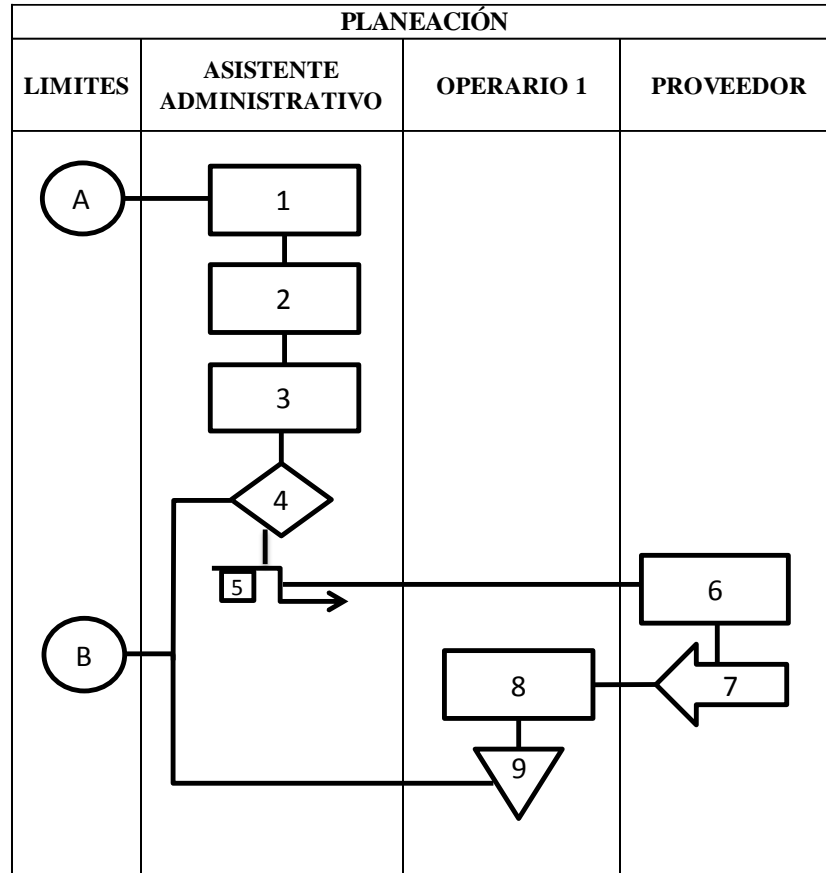 PLANEACIÓN
LIMITES
ASISTENTE
ADMINISTRATIVO
OPERARIO 1
PROVEEDOR
A
1
2
3
4
5
6
B
8
7
9